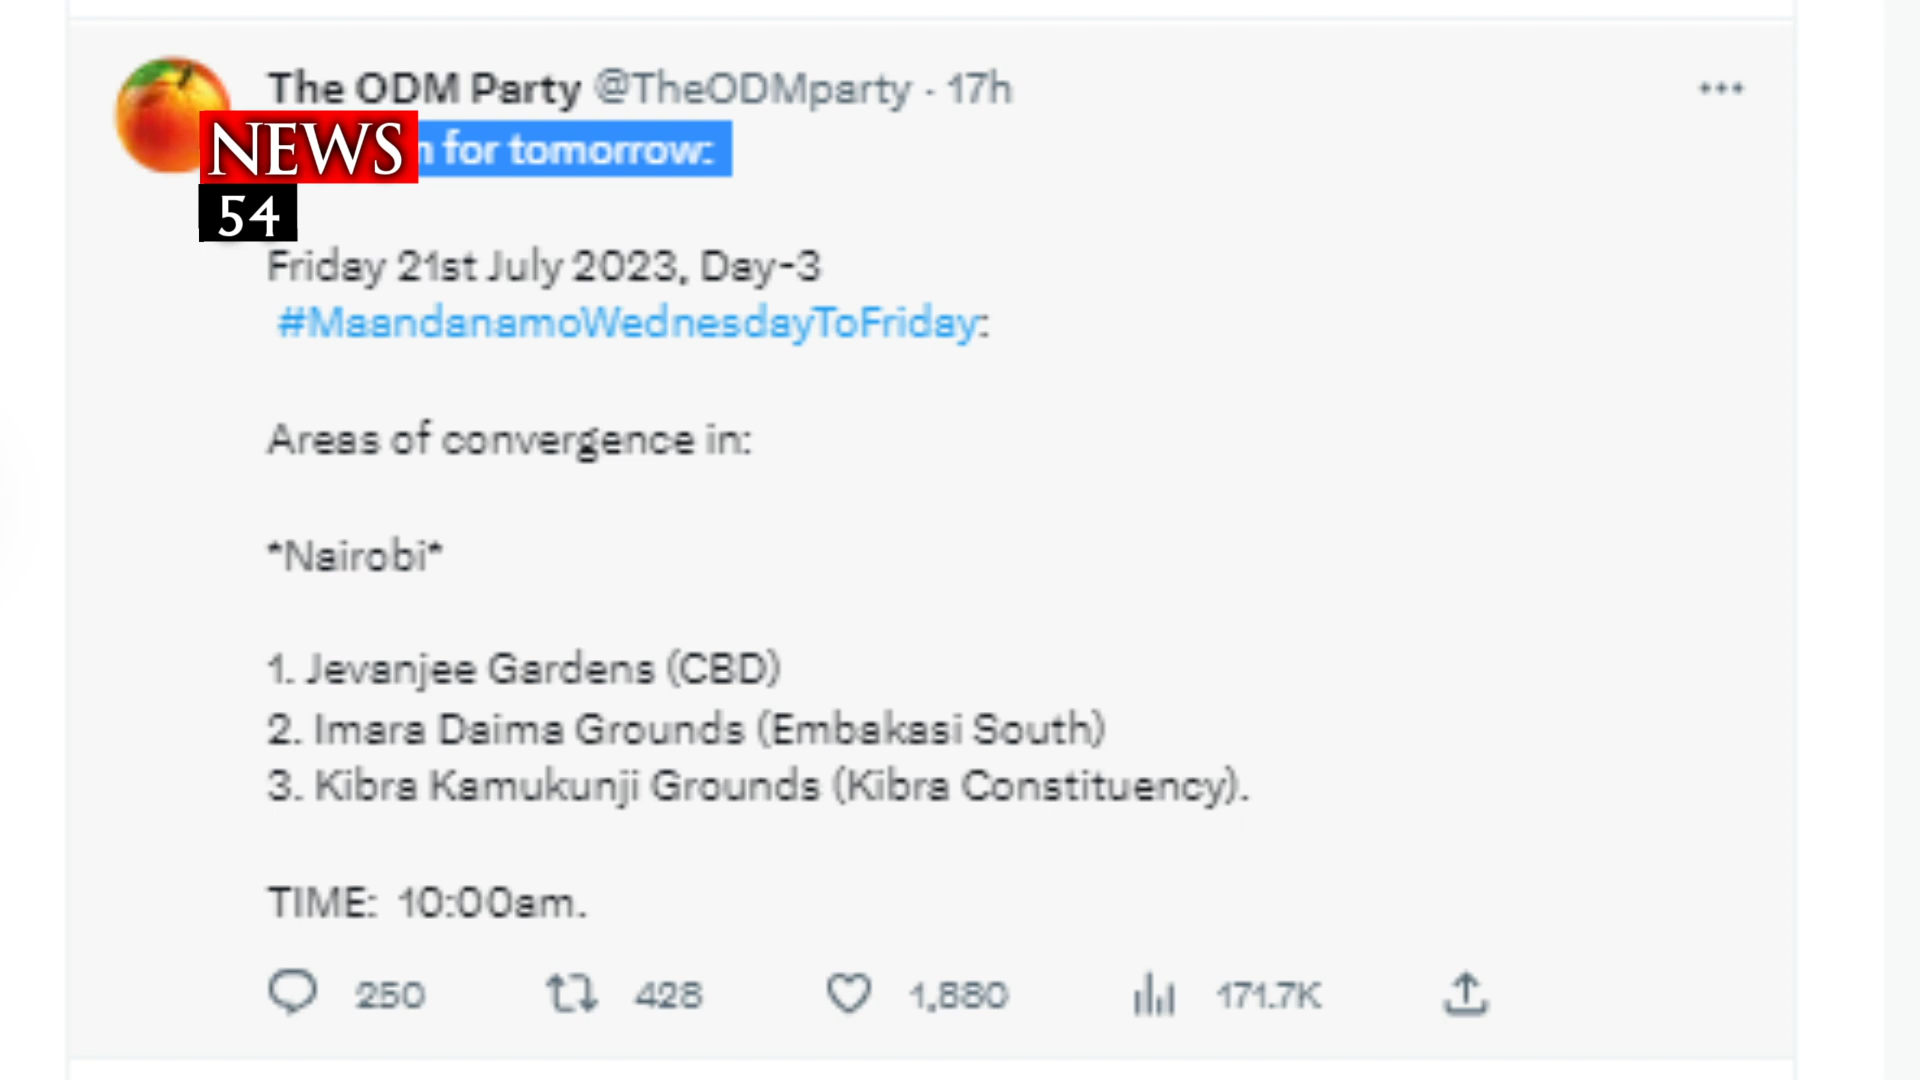 The ODM Party @TheODMparty · 17h
NEWS
for tomorrow:
54
Friday 21st July 2023, Day-3
#MaandanamoWednesdayToFriday:
Areas of convergence in:
*Nairobi*
1. Jevanjee Gardens (CBD)
2. Imara Daima Grounds (Embakasi South)
3. Kibra Kamukunji Grounds (Kibra Constituency).
TIME: 10:00am.
250 428 1,880 171.7K